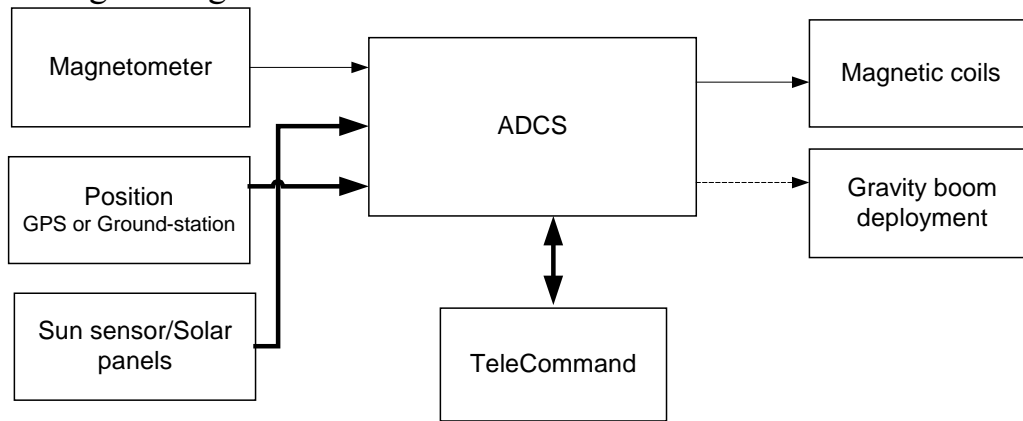 Magnetometer
ADCS
Magnetic coils
Position
GPS or Ground-station
Gravity boom
deployment
Sun sensor/Solar
panels
TeleCommand